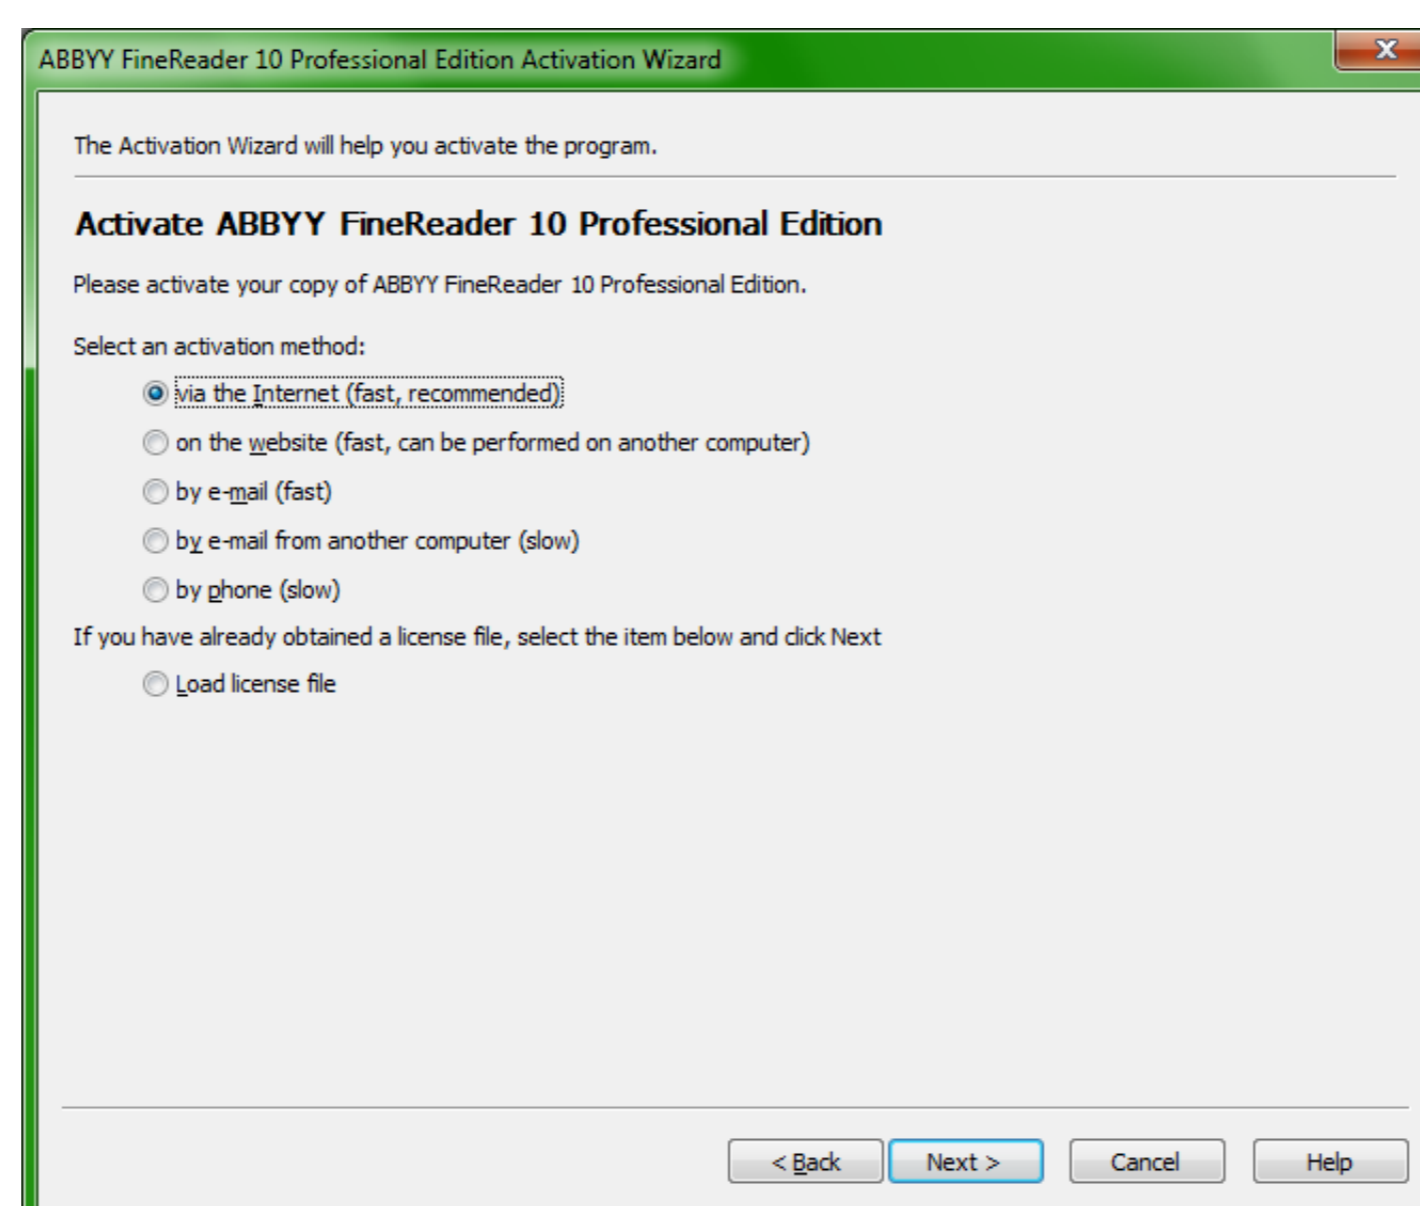 ABBYY FineReader 10 Professional Edition Activation Wizard
The Activation Wizard will help you activate the program.
Activate ABBYY FineReader 10 Professional Edition
Please activate your copy of ABBYY FineReader 10 Professional Edition.
Select an activation method:
via the Internet (fast, recommended)
on the website (fast, can be performed on another computer)
by e-mail (fast)
by e-mail from another computer (slow)
by phone (slow)
If you have already obtained a license file, select the item below and click Next
Load license file
< Back Next > Cancel Help